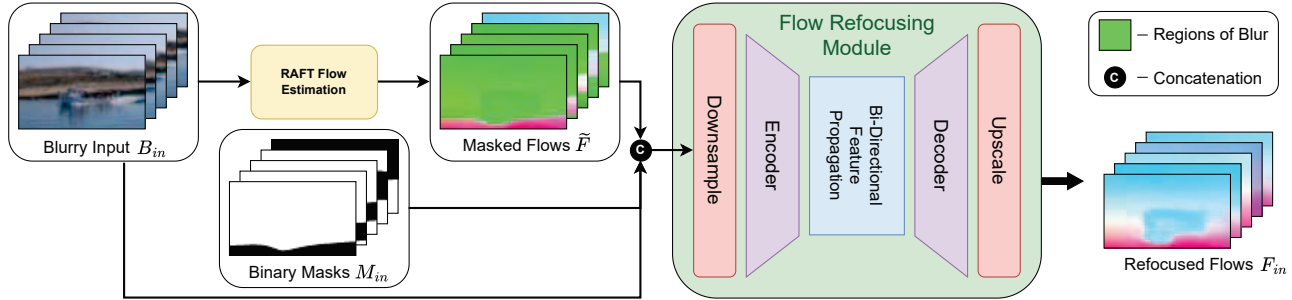 Blurry Input $B_{in}$
RAFT Flow
Estimation
Binary Masks $M_{in}$
Masked Flows $\widetilde{F}$
C
Flow Refocusing
Module
Downsample
Encoder
Bi-Directional
Feature
Propagation
Decoder
Upscale
– Regions of Blur
C – Concatenation
Refocused Flows $F_{in}$